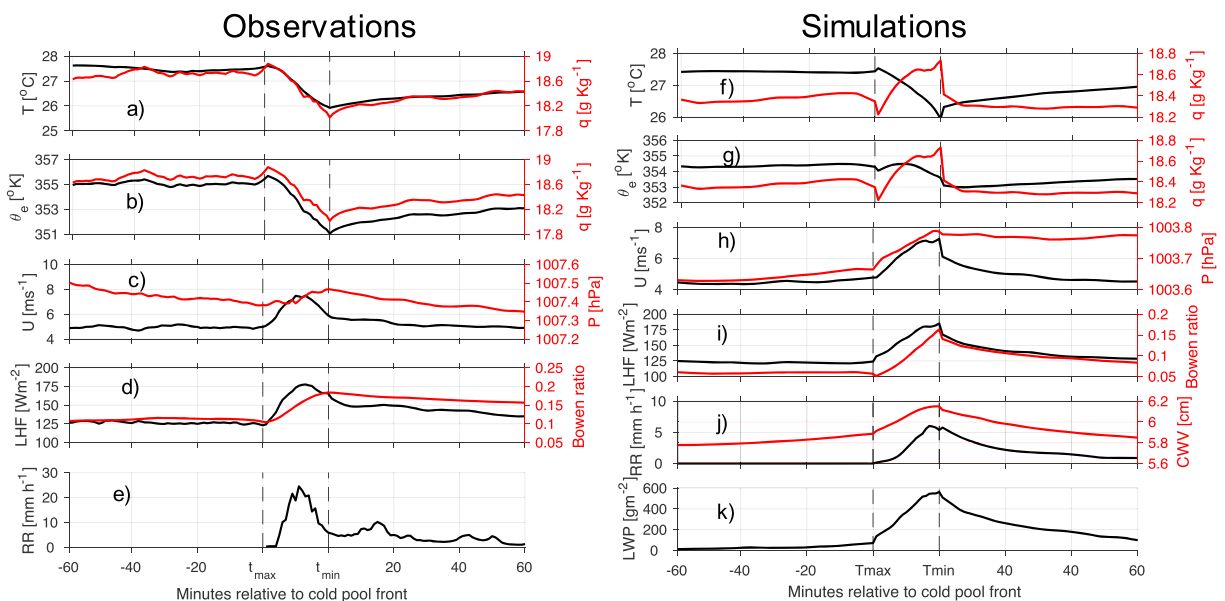 Observations
Simulations
28
27
26
25
T [°C]
a)
19
18.6
18.2
17.8
q [g Kg⁻¹]
357
355
353
351
θe [°K]
b)
19
18.6
18.2
17.8
q [g Kg⁻¹]
10
8
6
4
U [ms⁻¹]
c)
1007.6
1007.4
1007.3
1007.2
P [hPa]
200
175
150
125
100
LHF [Wm⁻²]
d)
0.25
0.2
0.15
0.1
0.05
Bowen ratio
30
20
10
0
RR [mm h⁻¹]
e)
-60 -40 -20 tmax tmin 20 40 60
Minutes relative to cold pool front
28
27
26
T [°C]
f)
18.8
18.6
18.4
18.2
q [g Kg⁻¹]
356
355
354
353
352
θe [°K]
g)
18.8
18.6
18.4
18.2
q [g Kg⁻¹]
8
6
4
U [ms⁻¹]
h)
1003.8
1003.7
1003.6
P [hPa]
200
175
150
125
100
LHF [Wm⁻²]
i)
0.2
0.15
0.1
0.05
Bowen ratio
10
5
0
RR [mm h⁻¹]
j)
6.2
6
5.8
5.6
CWV [cm]
600
400
200
0
LWP [gm⁻²]
k)
-60 -40 -20 Tmax Tmin 20 40 60
Minutes relative to cold pool front